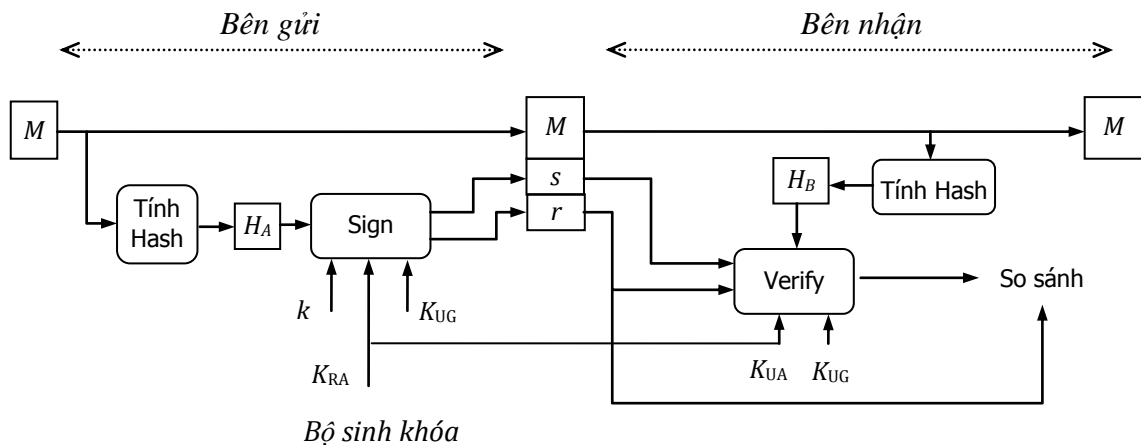 Bên gửi
Bên nhận
M
M
M
s
r
Tính
Hash
H_A
Sign
H_B
Tính Hash
Verify
So sánh
k
K_UG
K_RA
K_UA
K_UG
Bộ sinh khóa